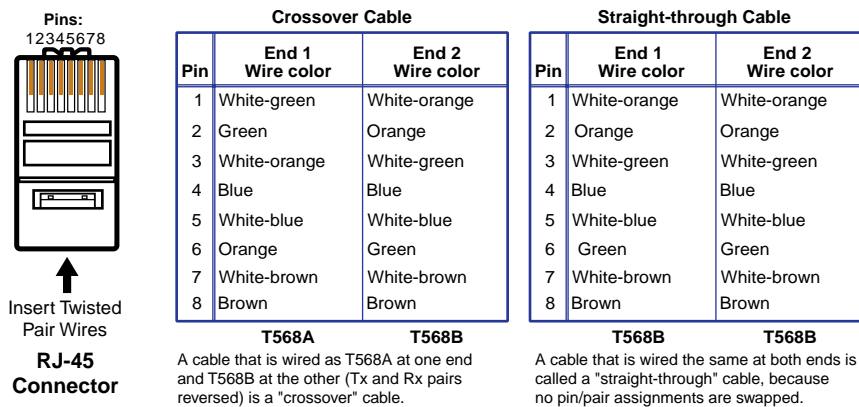 Pins:
12345678
Insert Twisted
Pair Wires
RJ-45
Connector
Crossover Cable
Pin End 1 Wire color End 2 Wire color
1 White-green White-orange
2 Green Orange
3 White-orange White-green
4 Blue Blue
5 White-blue White-blue
6 Orange Green
7 White-brown White-brown
8 Brown Brown
T568A T568B
A cable that is wired as T568A at one end
and T568B at the other (Tx and Rx pairs
reversed) is a "crossover" cable.
Straight-through Cable
Pin End 1 Wire color End 2 Wire color
1 White-orange White-orange
2 Orange Orange
3 White-green White-green
4 Blue Blue
5 White-blue White-blue
6 Green Green
7 White-brown White-brown
8 Brown Brown
T568B T568B
A cable that is wired the same at both ends is
called a "straight-through" cable, because
no pin/pair assignments are swapped.